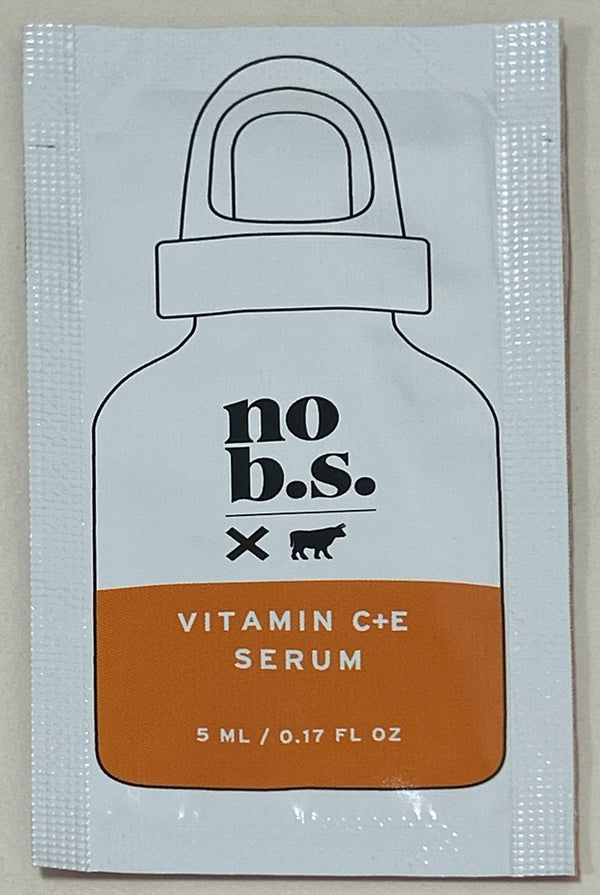 no
b.s.
VITAMIN C+E
SERUM
5 ML / 0.17 FL OZ